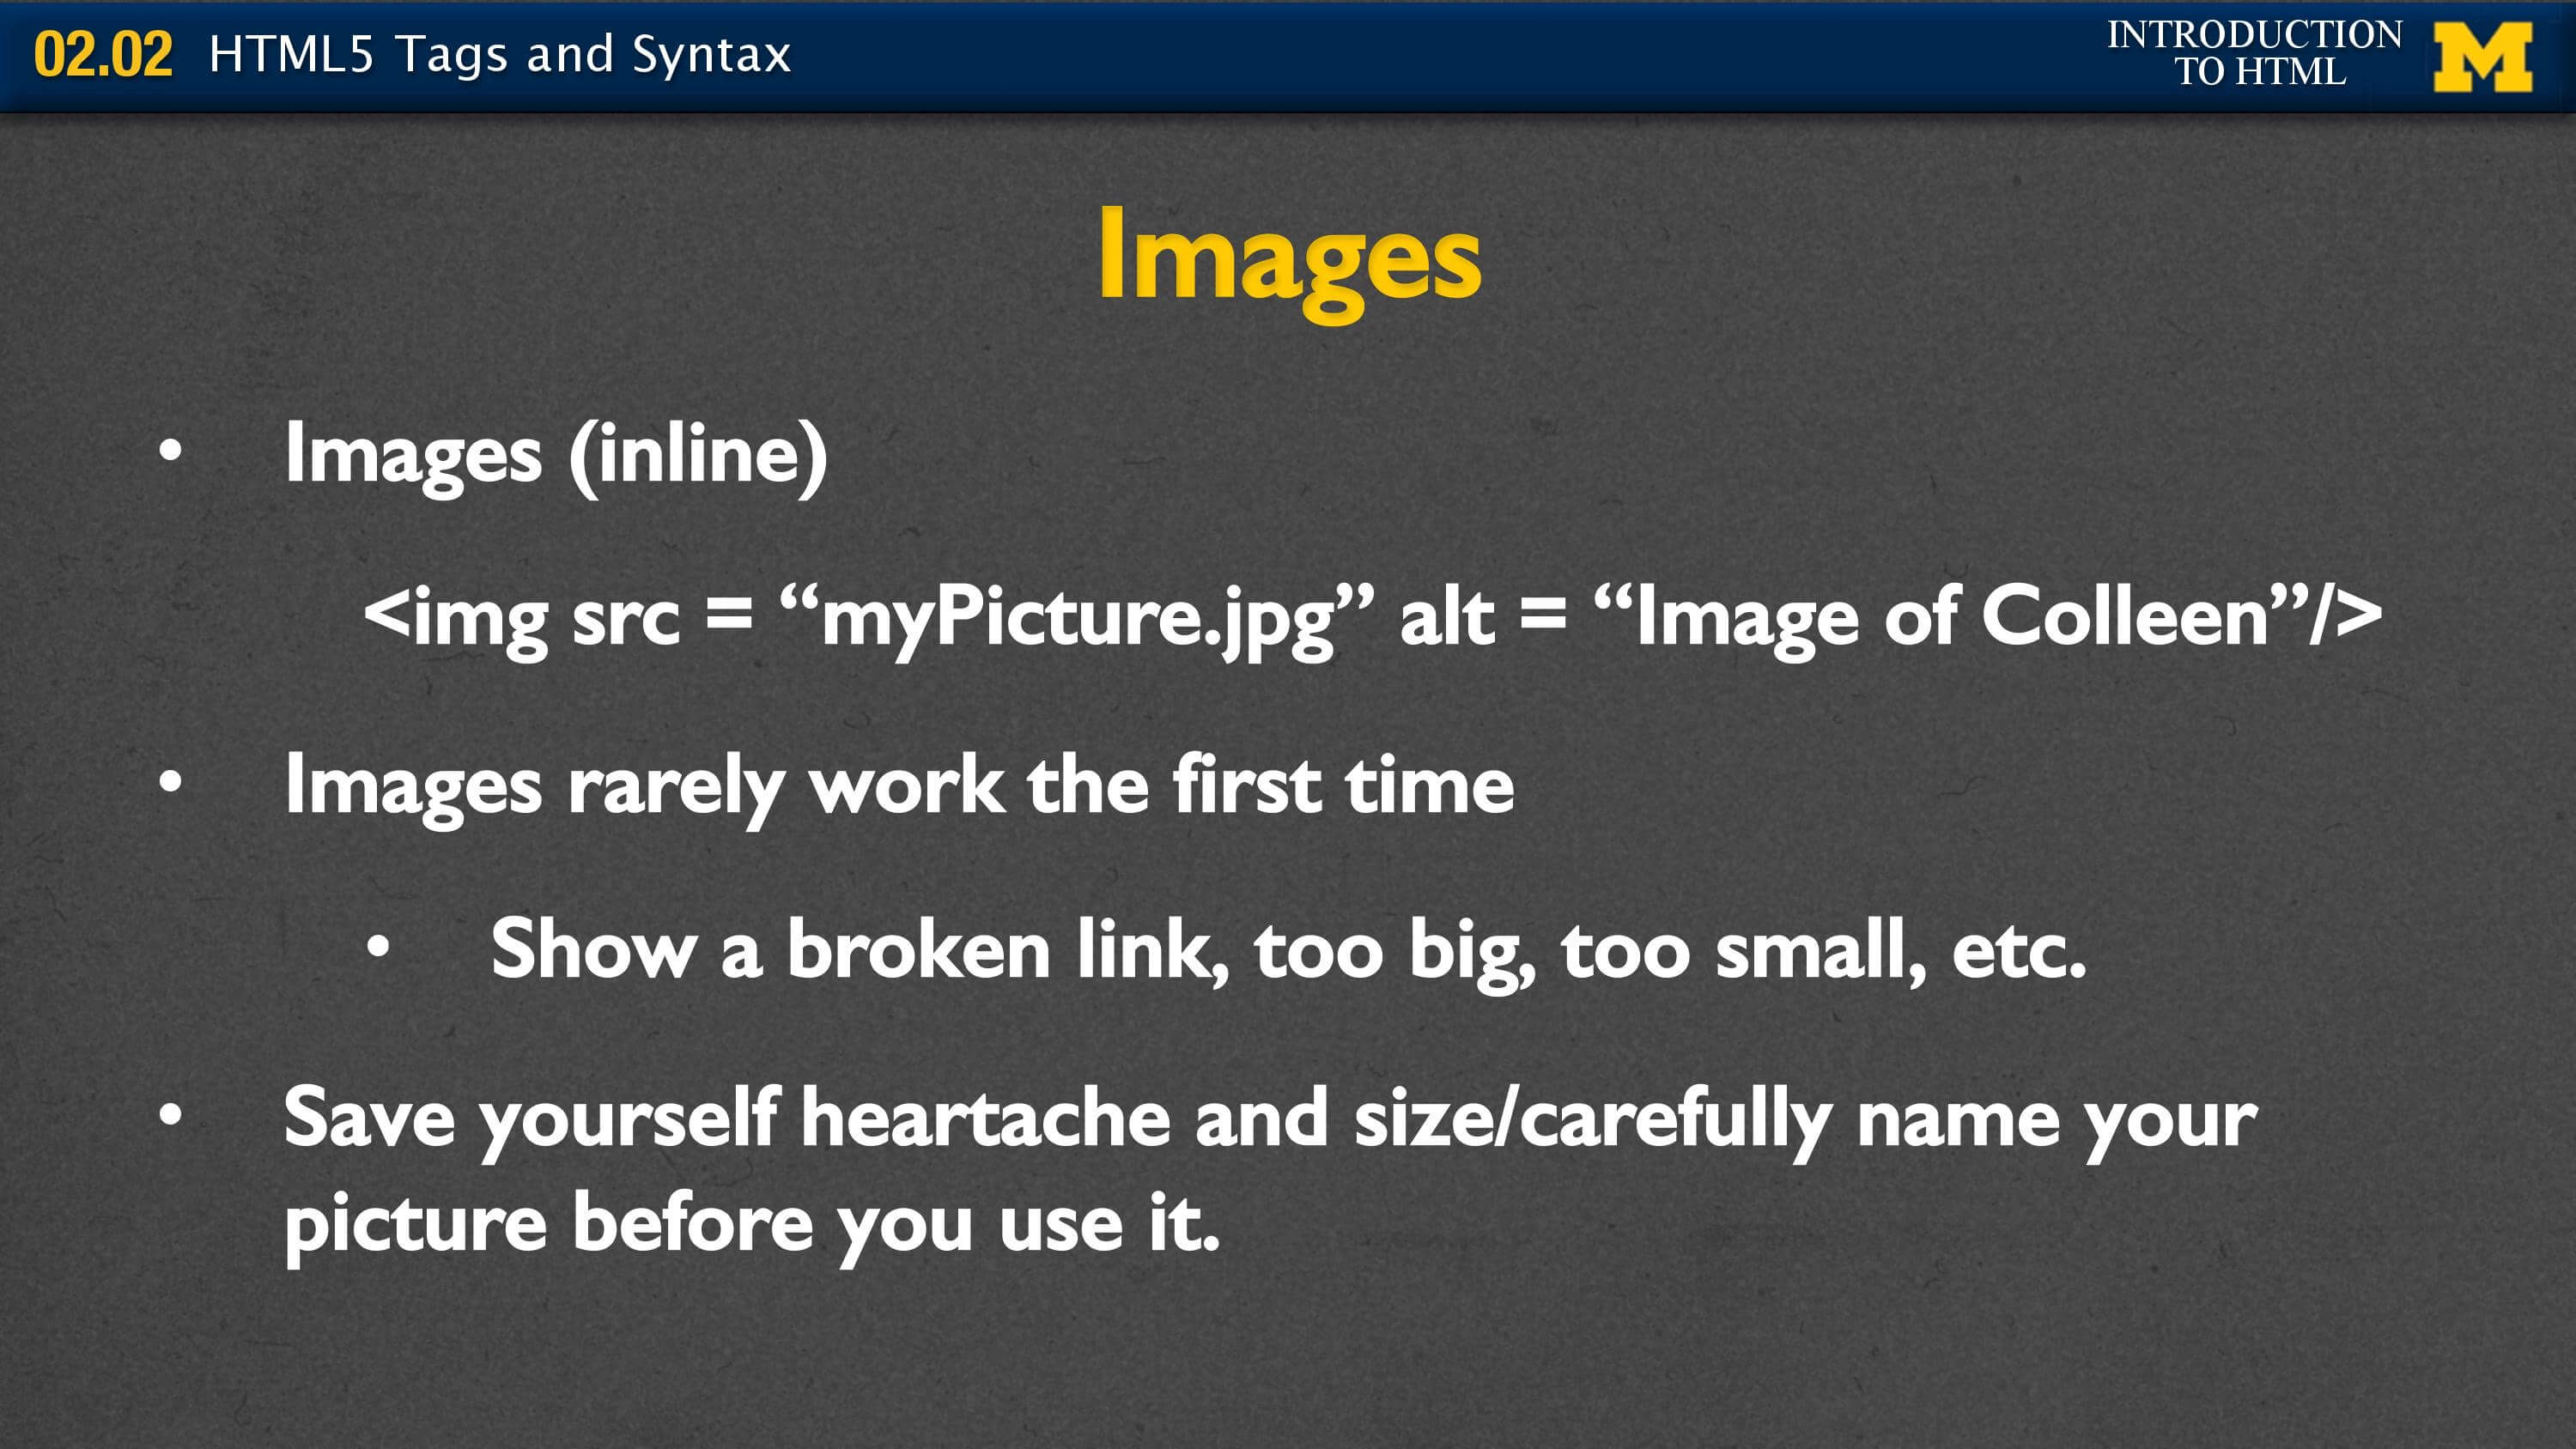 02.02 HTML5 Tags and Syntax
INTRODUCTION
TO HTML
M
Images
• Images (inline)
<img src = “myPicture.jpg” alt = “Image of Colleen”/>
• Images rarely work the first time
• Show a broken link, too big, too small, etc.
• Save yourself heartache and size/carefully name your
picture before you use it.